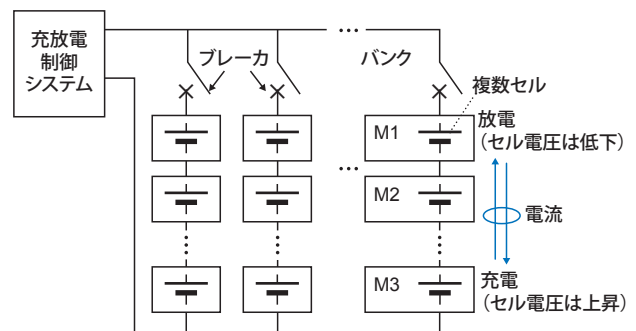 充放電
制御
システム
ブレーカ
…
バンク
複数セル
M1
放電
(セル電圧は低下)
…
M2
電流
M3
充電
(セル電圧は上昇)